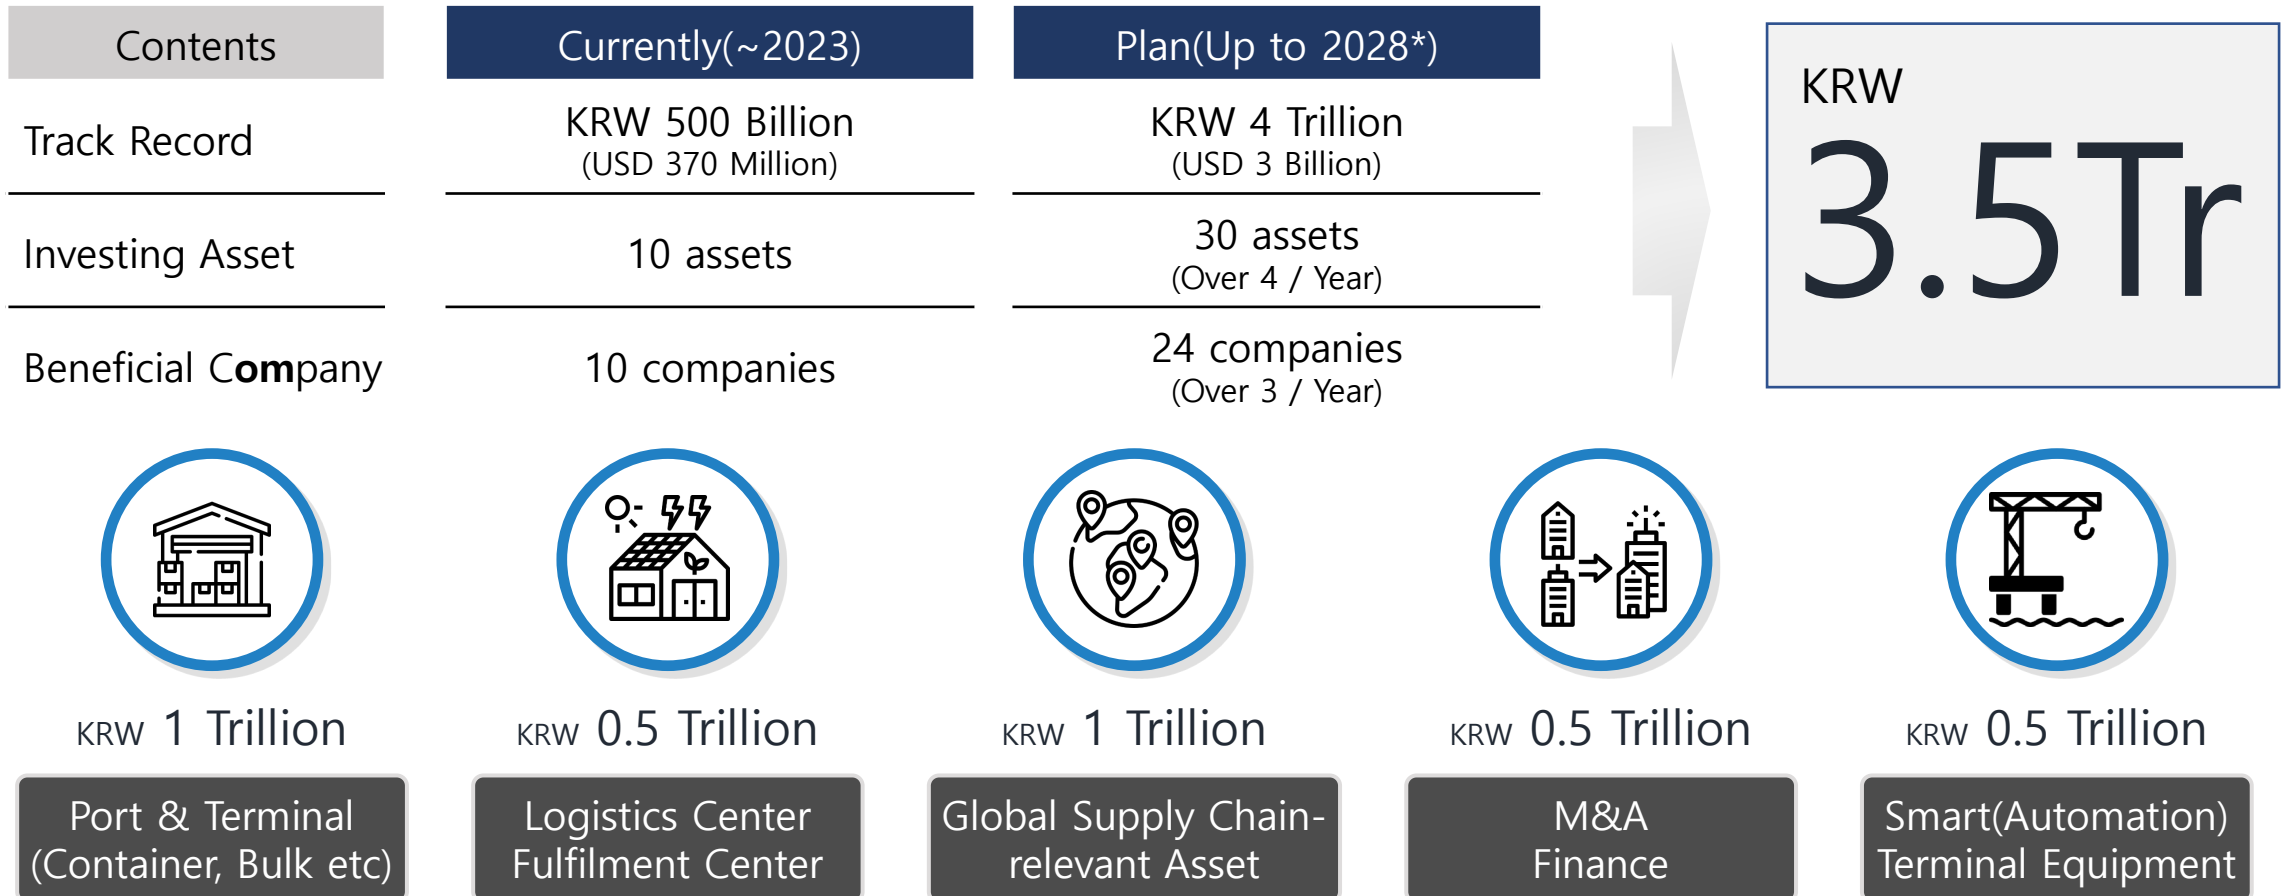 Contents
Currently(~2023)
Plan(Up to 2028*)
Track Record
KRW 500 Billion
(USD 370 Million)
KRW 4 Trillion
(USD 3 Billion)
Investing Asset
10 assets
30 assets
(Over 4 / Year)
Beneficial Company
10 companies
24 companies
(Over 3 / Year)
KRW
3.5Tr
KRW 1 Trillion
KRW 0.5 Trillion
KRW 1 Trillion
KRW 0.5 Trillion
KRW 0.5 Trillion
Port & Terminal
(Container, Bulk etc)
Logistics Center
Fulfilment Center
Global Supply Chain-
relevant Asset
M&A
Finance
Smart(Automation)
Terminal Equipment